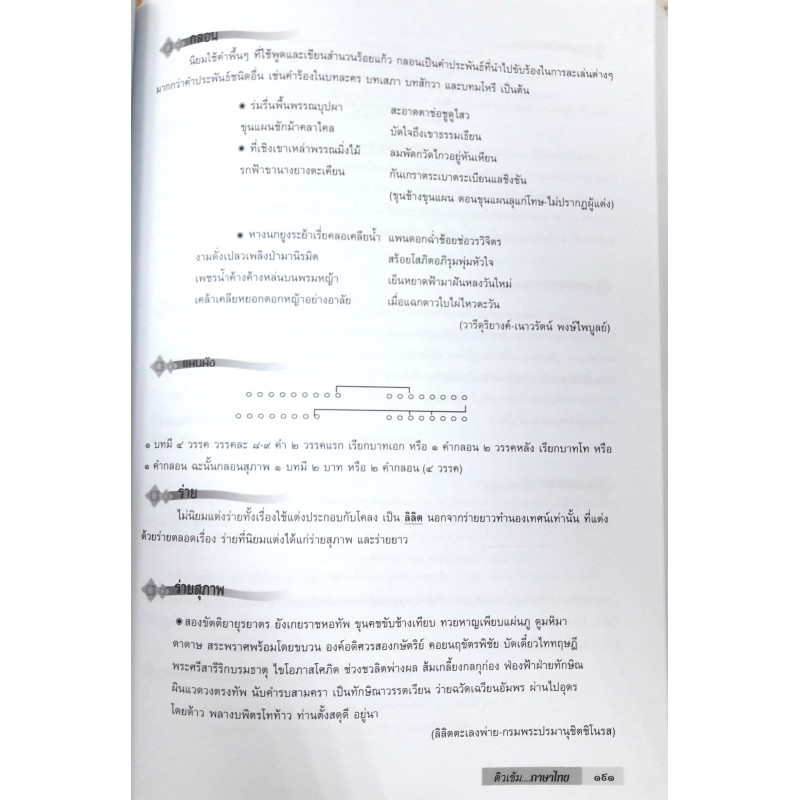 กลอน
นิยมใช้คำพื้นๆ ที่ใช้พูดและเขียนสำนวนร้อยแก้ว กลอนเป็นคำประพันธ์ที่นำไปขับร้องในการละเล่นต่างๆ
มากกว่าคำประพันธ์ชนิดอื่น เช่นคำร้องในบทละคร บทเสภา บทสักวา และบทมโหรี เป็นต้น
◉ ร่มรื่นพื้นพรรณบุปผา สะอาดตาช่อชูดูไสว
ขุนแผนชักม้าคลาไคล บัดใจถึงเขาธรรมเธียน
◉ ที่เชิงเขาเหล่าพรรณมิ่งไม้ ลมพัดกวัดไกวอยู่หันเหียน
รกฟ้าขานางยางตะเคียน กันเกราตระเบาตระเบียนแลชิงชัน
(ขุนช้างขุนแผน ตอนขุนแผนลุแก่โทษ-ไม่ปรากฏผู้แต่ง)
◉ หางนกยูงระย้าเรี่ยคลอเคลียน้ำ แพนดอกฉ่ำช้อยช่อวรวิจิตร
งามดั่งเปลวเพลิงป่ามานิรมิต สร้อยโสภิตอภิรุมพุ่มหัวใจ
เพชรน้ำค้างค้างหล่นบนพรมหญ้า เย็นหยาดฟ้ามาฝันหลงวันใหม่
เคล้าเคลียหยอกดอกหญ้าอย่างอาลัย เมื่อแฉกดาวใบไผ่ไหวตะวัน
(วารีดุริยางค์-เนาวรัตน์ พงษ์ไพบูลย์)
แผนผัง
๑ บทมี ๔ วรรค วรรคละ ๘-๙ คำ ๒ วรรคแรก เรียกบาทเอก หรือ ๑ คำกลอน ๒ วรรคหลัง เรียกบาทโท หรือ
๑ คำกลอน ฉะนั้นกลอนสุภาพ ๑ บทมี ๒ บาท หรือ ๒ คำกลอน (๔ วรรค)
ร่าย
ไม่นิยมแต่งร่ายทั้งเรื่องใช้แต่งประกอบกับโคลง เป็น ลิลิต นอกจากร่ายยาวทำนองเทศน์เท่านั้น ที่แต่ง
ด้วยร่ายตลอดเรื่อง ร่ายที่นิยมแต่งได้แก่ร่ายสุภาพ และร่ายยาว
ร่ายสุภาพ
◉สองขัตติยายุรยาตร ยังเกยราชหอทัพ ขุนคชขับช้างเทียบ ทวยหาญเพียบแผ่นภู ดูมหิมา
ดาดาษ สระพราศพร้อมโดยขบวน องค์อดิศวรสองกษัตริย์ คอยนฤขัตรพิชัย บัดเดี๋ยวไททฤษฎี
พระศรีสารีริกบรมธาตุ ไขโอภาสโศภิต ช่วงชวลิตพ่างผล ส้มเกลี้ยงกลกุก่อง ฟ่องฟ้าฝ่ายทักษิณ
ผินแวดวงตรงทัพ นับคำรบสามครา เป็นทักษิณาวรรตเวียน ว่ายฉวัดเฉวียนอัมพร ผ่านไปอุดร
โดยด้าว พลางบพิตรโทท้าว ท่านตั้งสดุดี อยู่นา
(ลิลิตตะเลงพ่าย-กรมพระปรมานุชิตชิโนรส)
ติวเข้ม....ภาษาไทย ๑๙๑